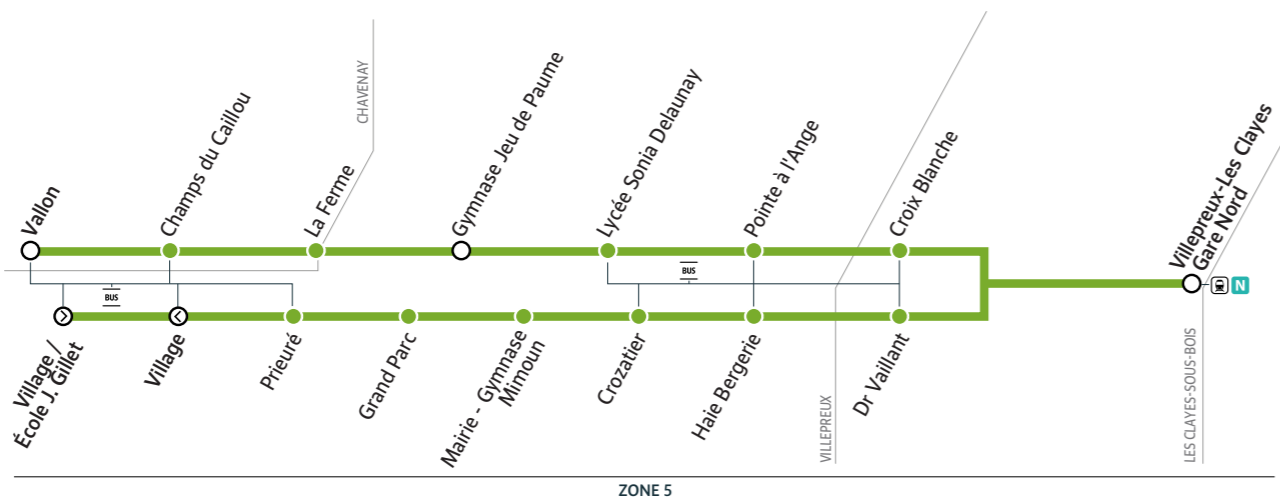 CHAVENAY
Vallon
Champs du Caillou
La Ferme
Gymnase Jeu de Paume
Lycée Sonia Delaunay
Pointe à l'Ange
Croix Blanche
Villepreux-Les Clayes
Gare Nord
N
BUS
BUS
Village /
École J. Gillet
Village
Prieuré
Grand Parc
Mairie - Gymnase
Mimoun
Crozatier
Haie Bergerie
Dr Vaillant
VILLEPREUX
LES CLAYES-SOUS-BOIS
ZONE 5